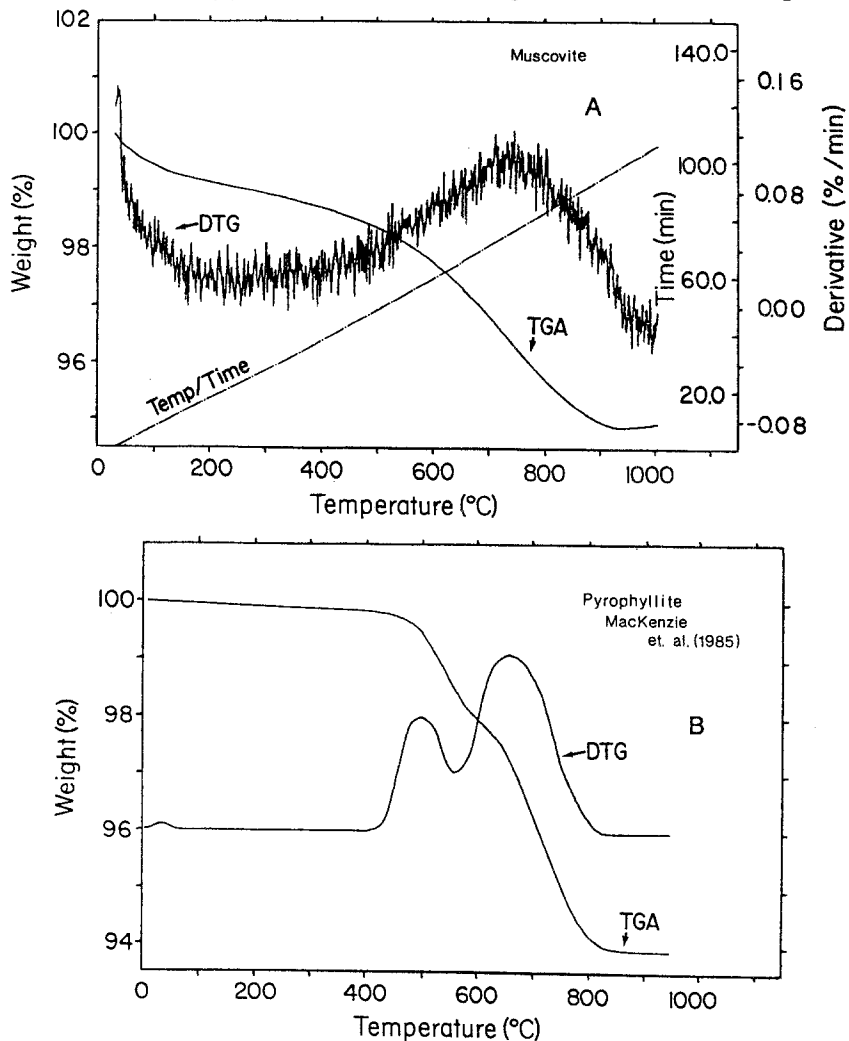 102
100
98
96
Weight (%)
Muscovite
A
DTG
TGA
Temp/Time
140.0
100.0
60.0
20.0
Time (min)
0.16
0.08
0.00
-0.08
Derivative (%/min)
0
200
400
600
800
1000
Temperature (°C)
100
98
96
94
Weight (%)
Pyrophyllite
MacKenzie
et. al. (1985)
B
DTG
TGA
0
200
400
600
800
1000
Temperature (°C)